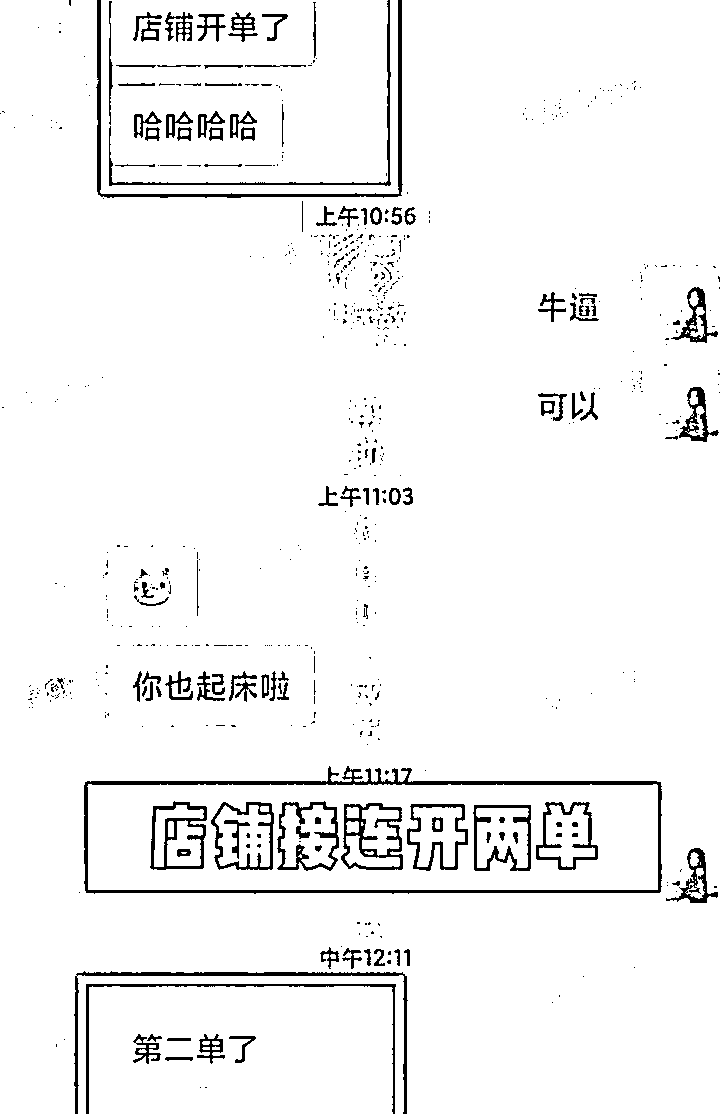 店铺开单了
哈哈哈哈
上午10:56
牛逼
可以
上午11:03
你也起床啦
上午11:17
店铺接连开两单
中午12:11
第二单了